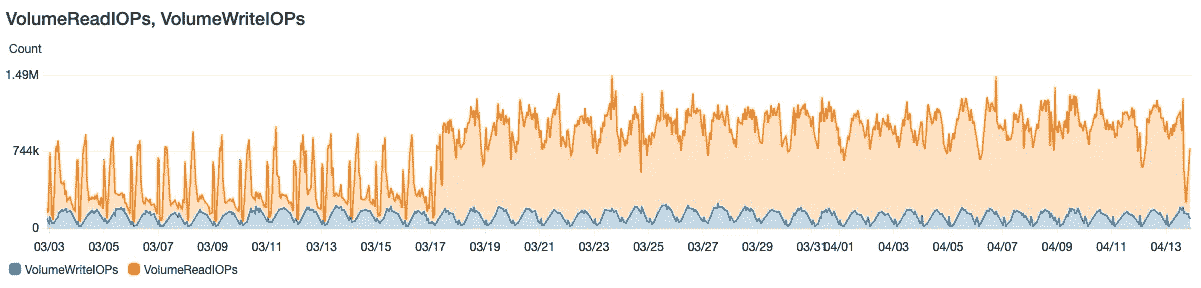 VolumeReadIOPs, VolumeWriteIOPs
Count
1.49M
744k
0
03/03 03/05 03/07 03/09 03/11 03/13 03/15 03/17 03/19 03/21 03/23 03/25 03/27 03/29 03/31 04/01 04/03 04/05 04/07 04/09 04/11 04/13
VolumeWriteIOPs VolumeReadIOPs